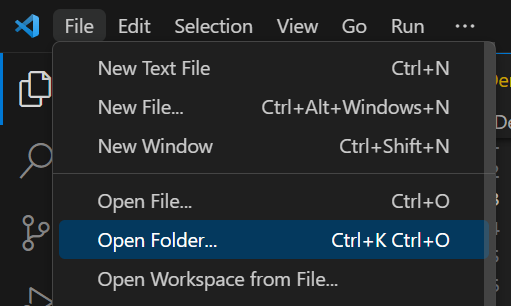 File Edit Selection View Go Run ...
New Text File Ctrl+N
New File... Ctrl+Alt+Windows+N
New Window Ctrl+Shift+N
Open File... Ctrl+O
Open Folder... Ctrl+K Ctrl+O
Open Workspace from File...